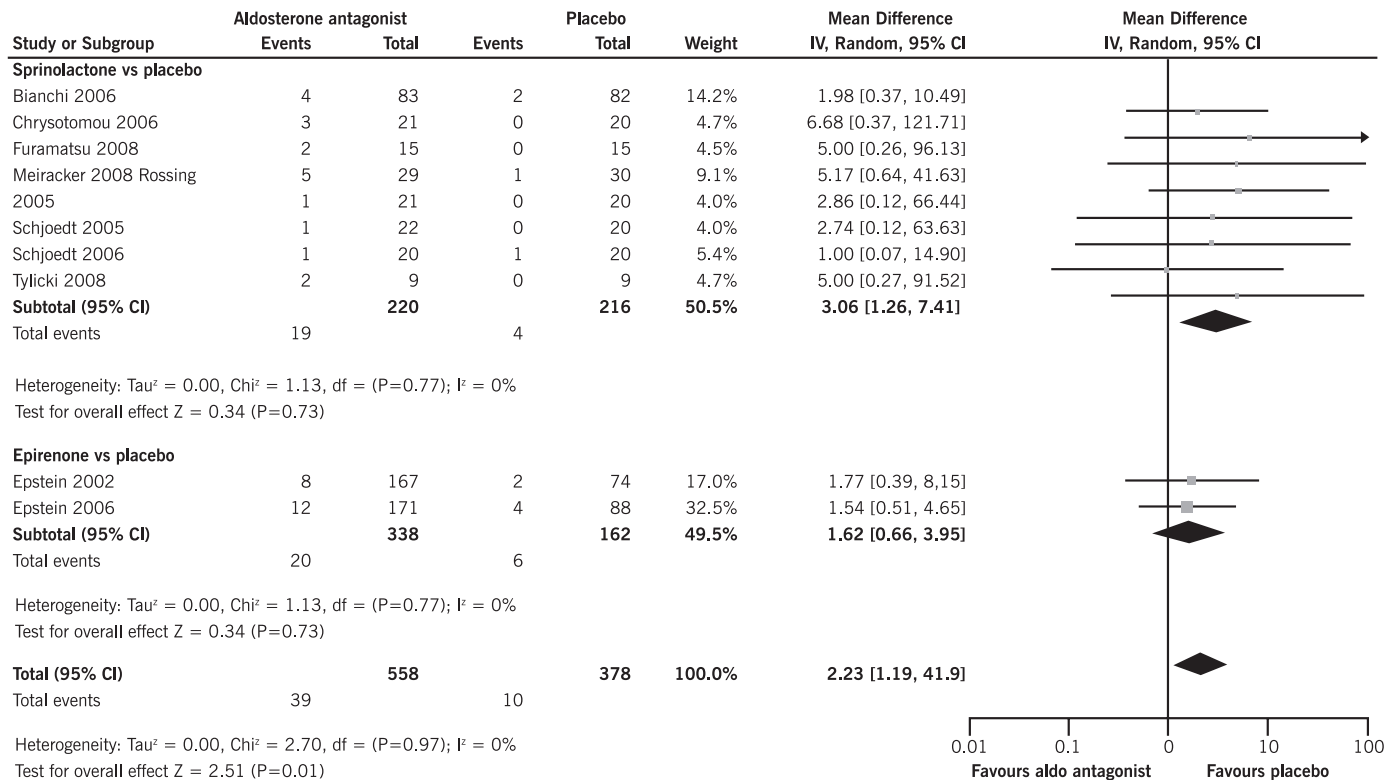 Aldosterone antagonist Placebo Mean Difference Mean Difference
Study or Subgroup Events Total Events Total Weight IV, Random, 95% CI IV, Random, 95% CI
Sprinolactone vs placebo
Bianchi 2006 4 83 2 82 14.2% 1.98 [0.37, 10.49]
Chrysotomou 2006 3 21 0 20 4.7% 6.68 [0.37, 121.71]
Furamatsu 2008 2 15 0 15 4.5% 5.00 [0.26, 96.13]
Meiracker 2008 Rossing 5 29 1 30 9.1% 5.17 [0.64, 41.63]
2005 1 21 0 20 4.0% 2.86 [0.12, 66.44]
Schjoedt 2005 1 22 0 20 4.0% 2.74 [0.12, 63.63]
Schjoedt 2006 1 20 1 20 5.4% 1.00 [0.07, 14.90]
Tylicki 2008 2 9 0 9 4.7% 5.00 [0.27, 91.52]
Subtotal (95% CI) 220 216 50.5% 3.06 [1.26, 7.41]
Total events 19 4
Heterogeneity: Tauᶻ = 0.00, Chiᶻ = 1.13, df = (P=0.77); Iᶻ = 0%
Test for overall effect Z = 0.34 (P=0.73)
Epirenone vs placebo
Epstein 2002 8 167 2 74 17.0% 1.77 [0.39, 8,15]
Epstein 2006 12 171 4 88 32.5% 1.54 [0.51, 4.65]
Subtotal (95% CI) 338 162 49.5% 1.62 [0.66, 3.95]
Total events 20 6
Heterogeneity: Tauᶻ = 0.00, Chiᶻ = 1.13, df = (P=0.77); Iᶻ = 0%
Test for overall effect Z = 0.34 (P=0.73)
Total (95% CI) 558 378 100.0% 2.23 [1.19, 41.9]
Total events 39 10
Heterogeneity: Tauᶻ = 0.00, Chiᶻ = 2.70, df = (P=0.97); Iᶻ = 0%
Test for overall effect Z = 2.51 (P=0.01)
0.01 0.1 0 10 100
Favours aldo antagonist Favours placebo